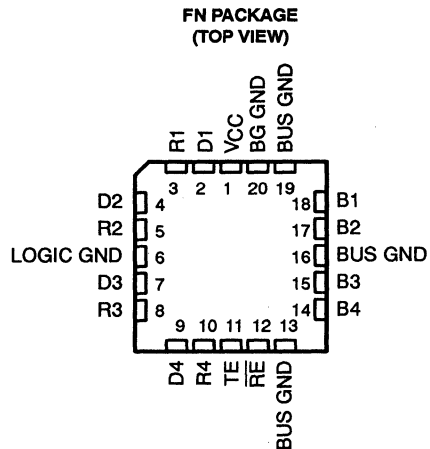 FN PACKAGE
(TOP VIEW)
R1
D1
VCC
BG GND
BUS GND
3 2 1 20 19
D2 4
R2 5
LOGIC GND 6
D3 7
R3 8
18 B1
17 B2
16 BUS GND
15 B3
14 B4
9 10 11 12 13
D4
R4
TE
R̅E̅
BUS GND